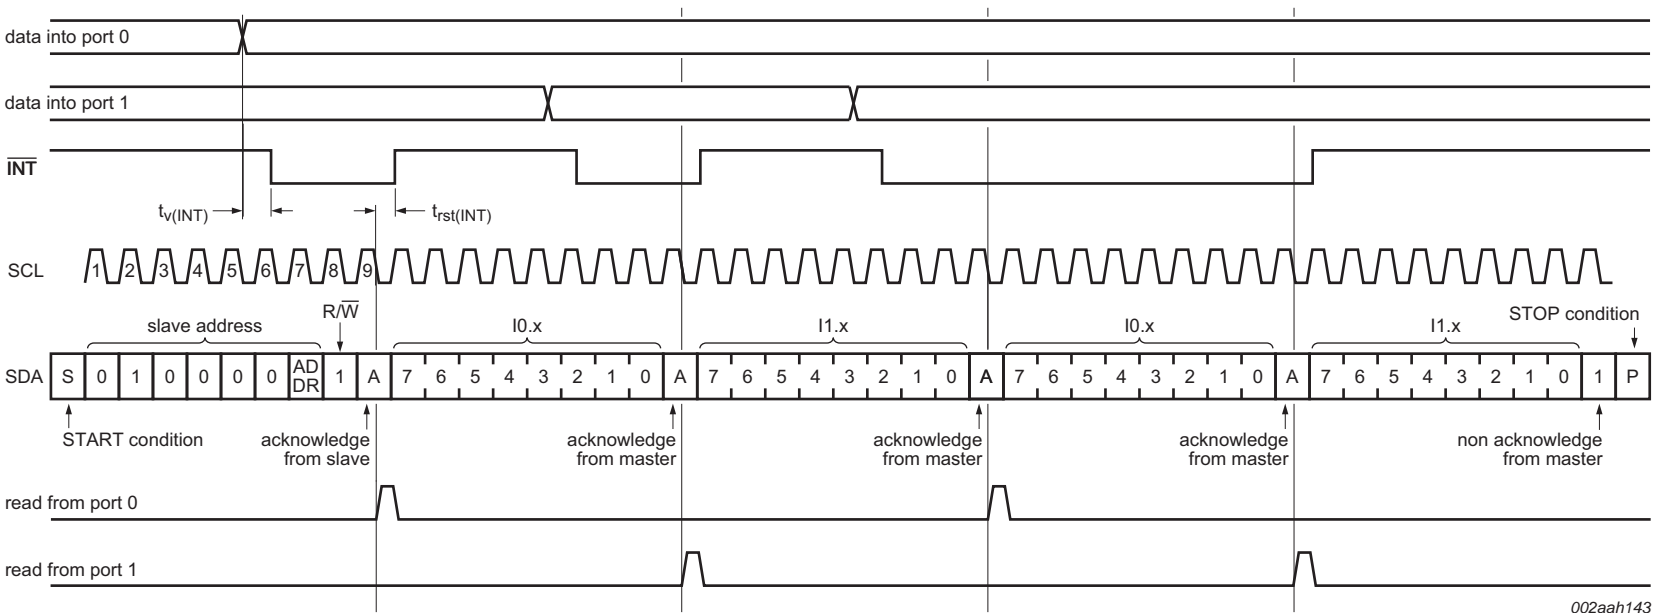 data into port 0
data into port 1
INT
tv(INT) trst(INT)
SCL 1 2 3 4 5 6 7 8 9
R/W
slave address I0.x I1.x I0.x I1.x STOP condition
SDA S 0 1 0 0 0 0 AD DR 1 A 7 6 5 4 3 2 1 0 A 7 6 5 4 3 2 1 0 A 7 6 5 4 3 2 1 0 A 7 6 5 4 3 2 1 0 1 P
START condition acknowledge acknowledge acknowledge acknowledge non acknowledge
from slave from master from master from master from master
read from port 0
read from port 1
002aah143